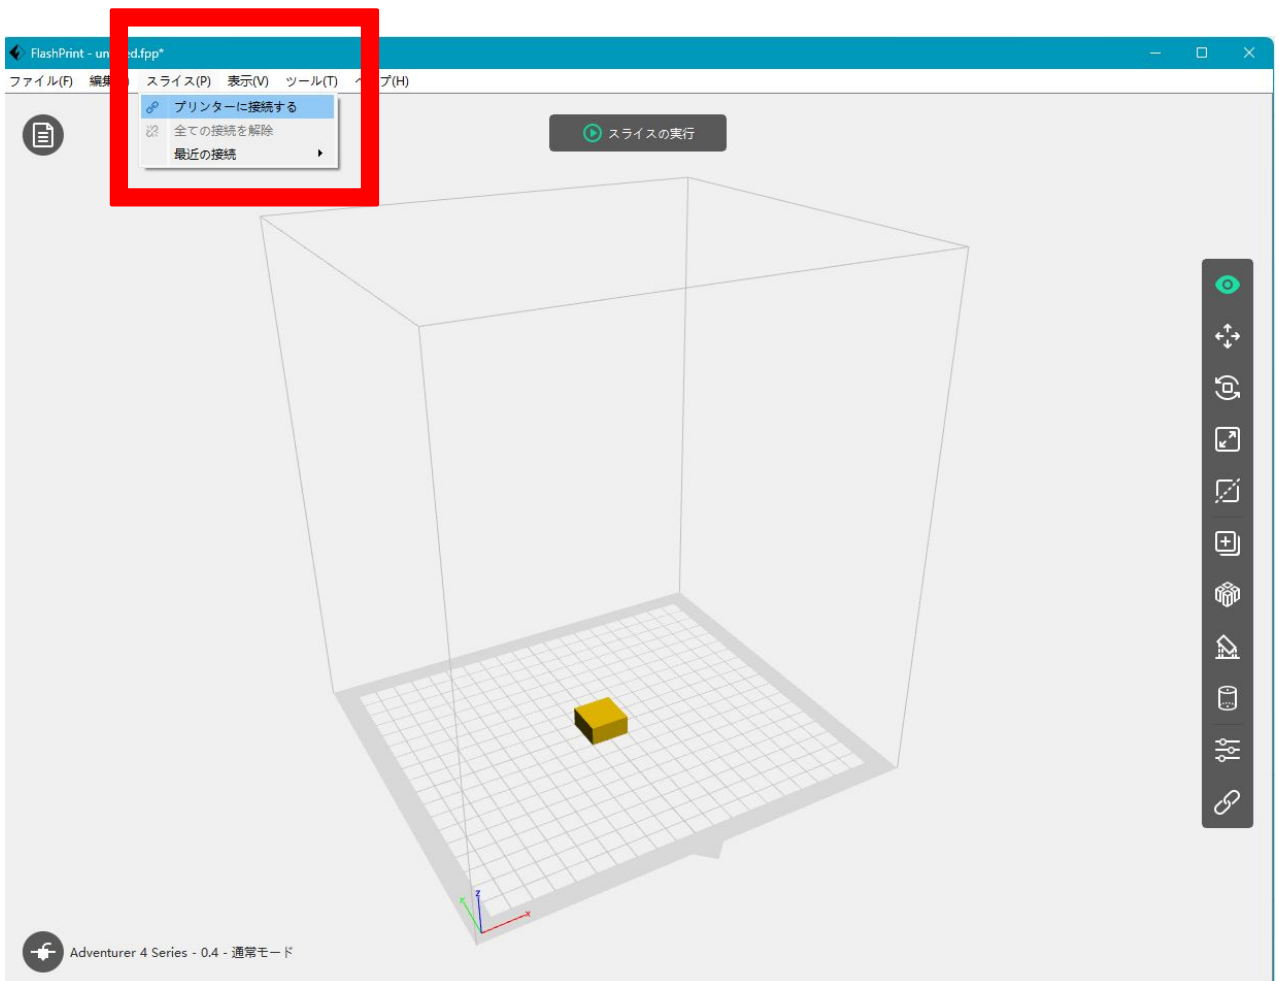 FlashPrint - un ed.fpp*
ファイル(F) 編集 ) スライス(P) 表示(V) ツール(T) ヘ プ(H)
プリンターに接続する
全ての接続を解除
最近の接続
スライスの実行
z
x
Adventurer 4 Series - 0.4 - 通常モード